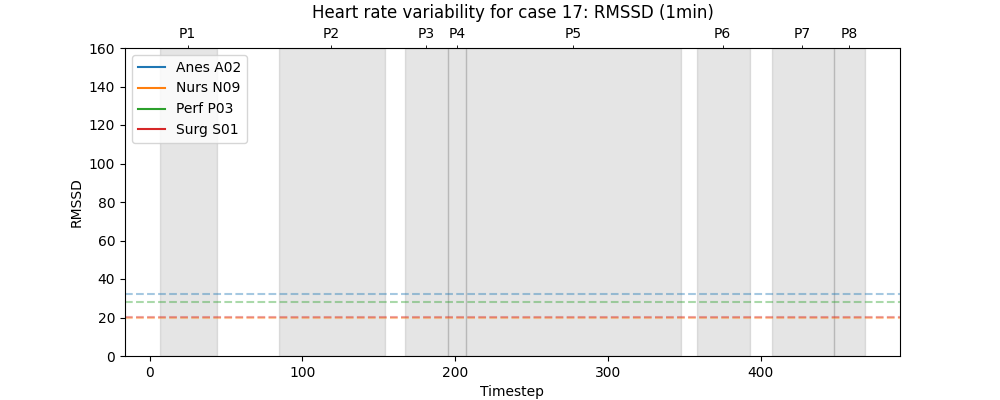 Heart rate variability for case 17: RMSSD (1min)
P1 P2 P3 P4 P5 P6 P7 P8
160
140
120
100
80
60
40
20
0
RMSSD
Anes A02
Nurs N09
Perf P03
Surg S01
0 100 200 300 400
Timestep